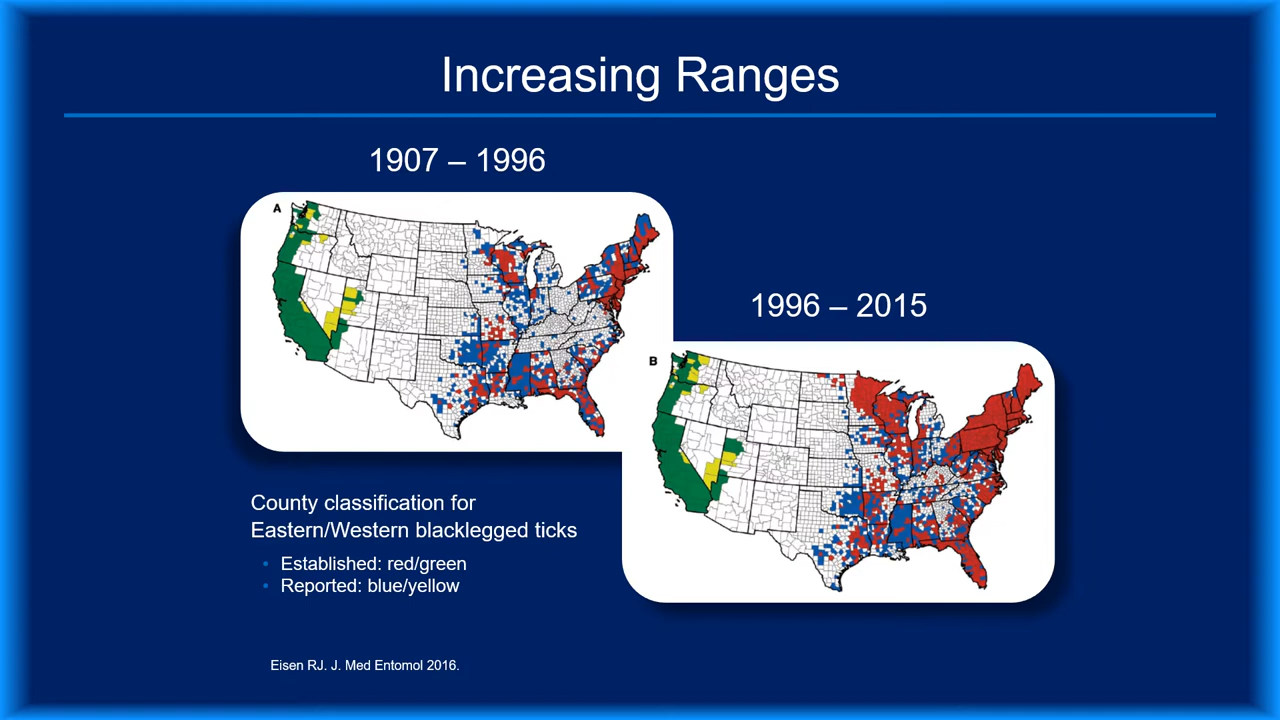 Increasing Ranges
1907 – 1996
A
1996 – 2015
B
County classification for
Eastern/Western blacklegged ticks
• Established: red/green
• Reported: blue/yellow
Eisen RJ. J. Med Entomol 2016.